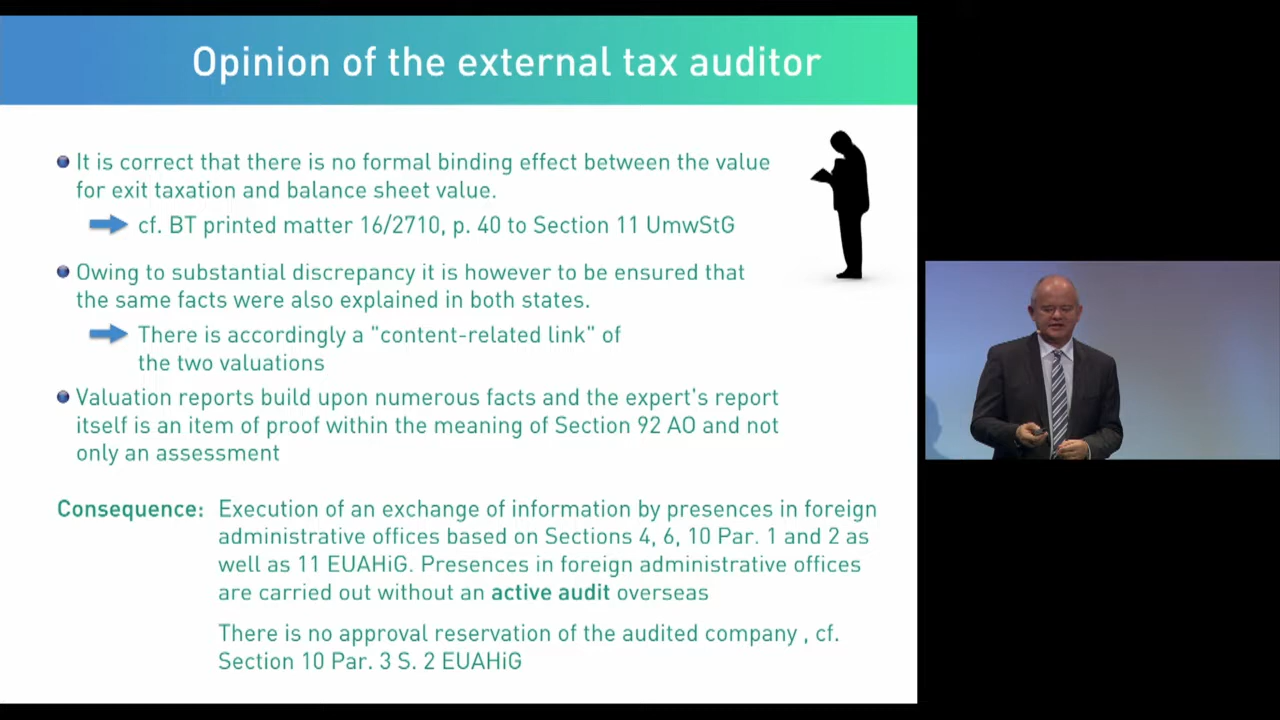 Opinion of the external tax auditor
It is correct that there is no formal binding effect between the value
for exit taxation and balance sheet value.
cf. BT printed matter 16/2710, p. 40 to Section 11 UmwStG
Owing to substantial discrepancy it is however to be ensured that
the same facts were also explained in both states.
There is accordingly a "content-related link" of
the two valuations
Valuation reports build upon numerous facts and the expert's report
itself is an item of proof within the meaning of Section 92 AO and not
only an assessment
Consequence: Execution of an exchange of information by presences in foreign
administrative offices based on Sections 4, 6, 10 Par. 1 and 2 as
well as 11 EUAHiG. Presences in foreign administrative offices
are carried out without an active audit overseas
There is no approval reservation of the audited company , cf.
Section 10 Par. 3 S. 2 EUAHiG